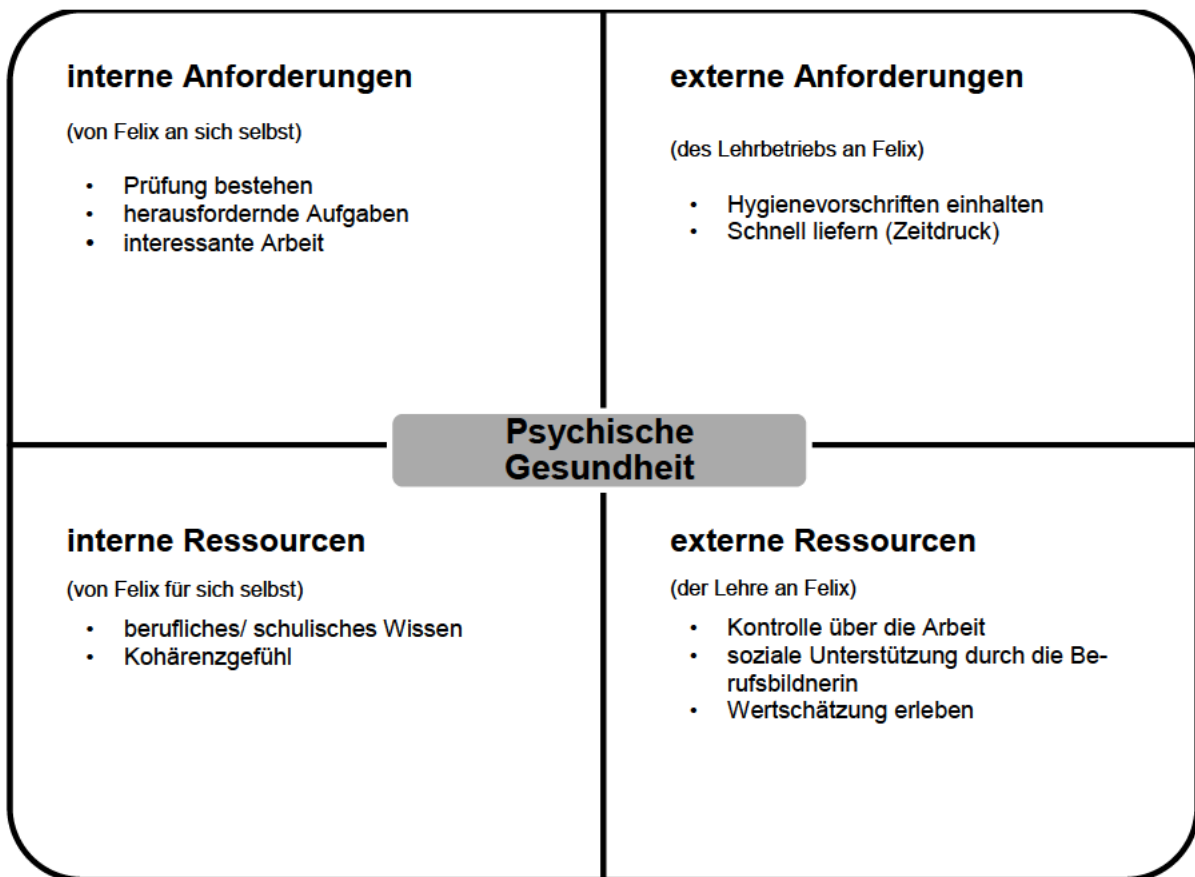 interne Anforderungen
(von Felix an sich selbst)
• Prüfung bestehen
• herausfordernde Aufgaben
• interessante Arbeit
externe Anforderungen
(des Lehrbetriebs an Felix)
• Hygienevorschriften einhalten
• Schnell liefern (Zeitdruck)
Psychische
Gesundheit
interne Ressourcen
(von Felix für sich selbst)
• berufliches/ schulisches Wissen
• Kohärenzgefühl
externe Ressourcen
(der Lehre an Felix)
• Kontrolle über die Arbeit
• soziale Unterstützung durch die Be-
rufsbildnerin
• Wertschätzung erleben